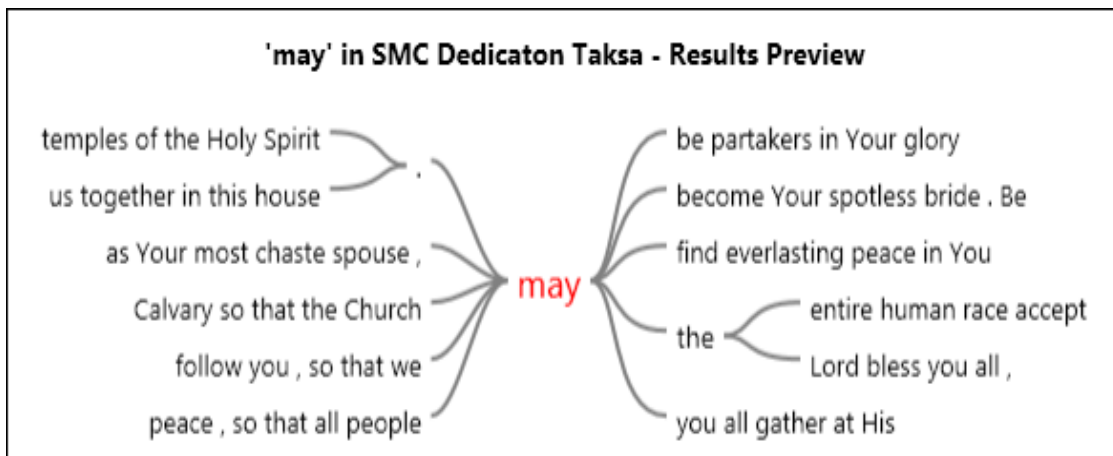 'may' in SMC Dedicaton Taksa - Results Preview
temples of the Holy Spirit
us together in this house
.
as Your most chaste spouse ,
Calvary so that the Church
follow you , so that we
peace , so that all people
may
be partakers in Your glory
become Your spotless bride . Be
find everlasting peace in You
the
entire human race accept
Lord bless you all ,
you all gather at His